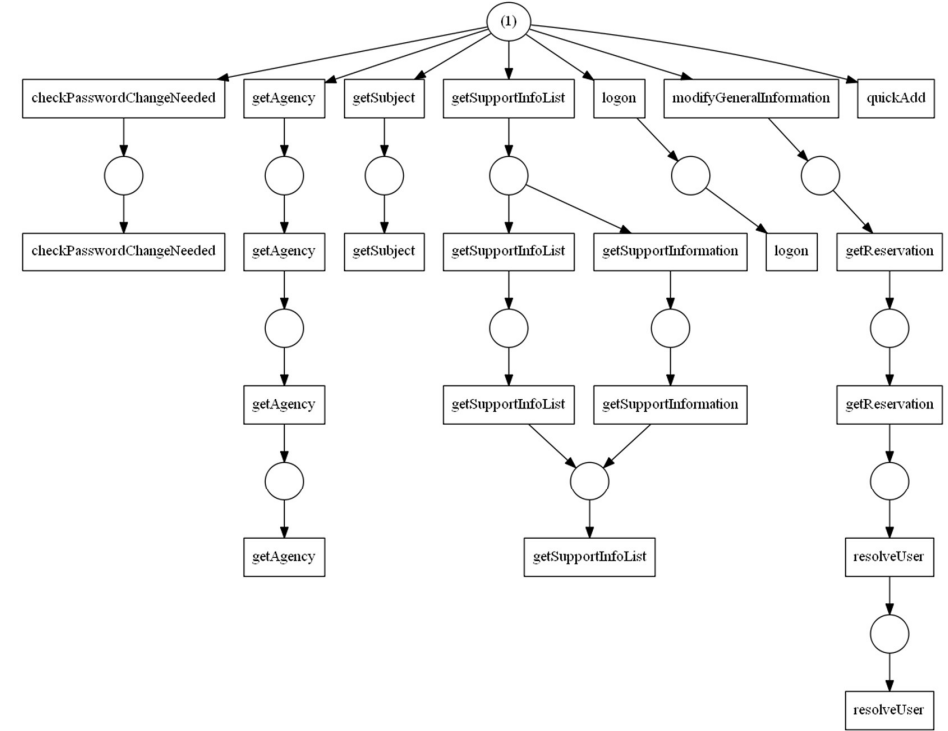 (1)
checkPasswordChangeNeeded
getAgency
getSubject
getSupportInfoList
logon
modifyGeneralInformation
quickAdd
checkPasswordChangeNeeded
getAgency
getSubject
getSupportInfoList
getSupportInformation
logon
getReservation
getAgency
getSupportInfoList
getSupportInformation
getReservation
getAgency
getSupportInfoList
resolveUser
resolveUser